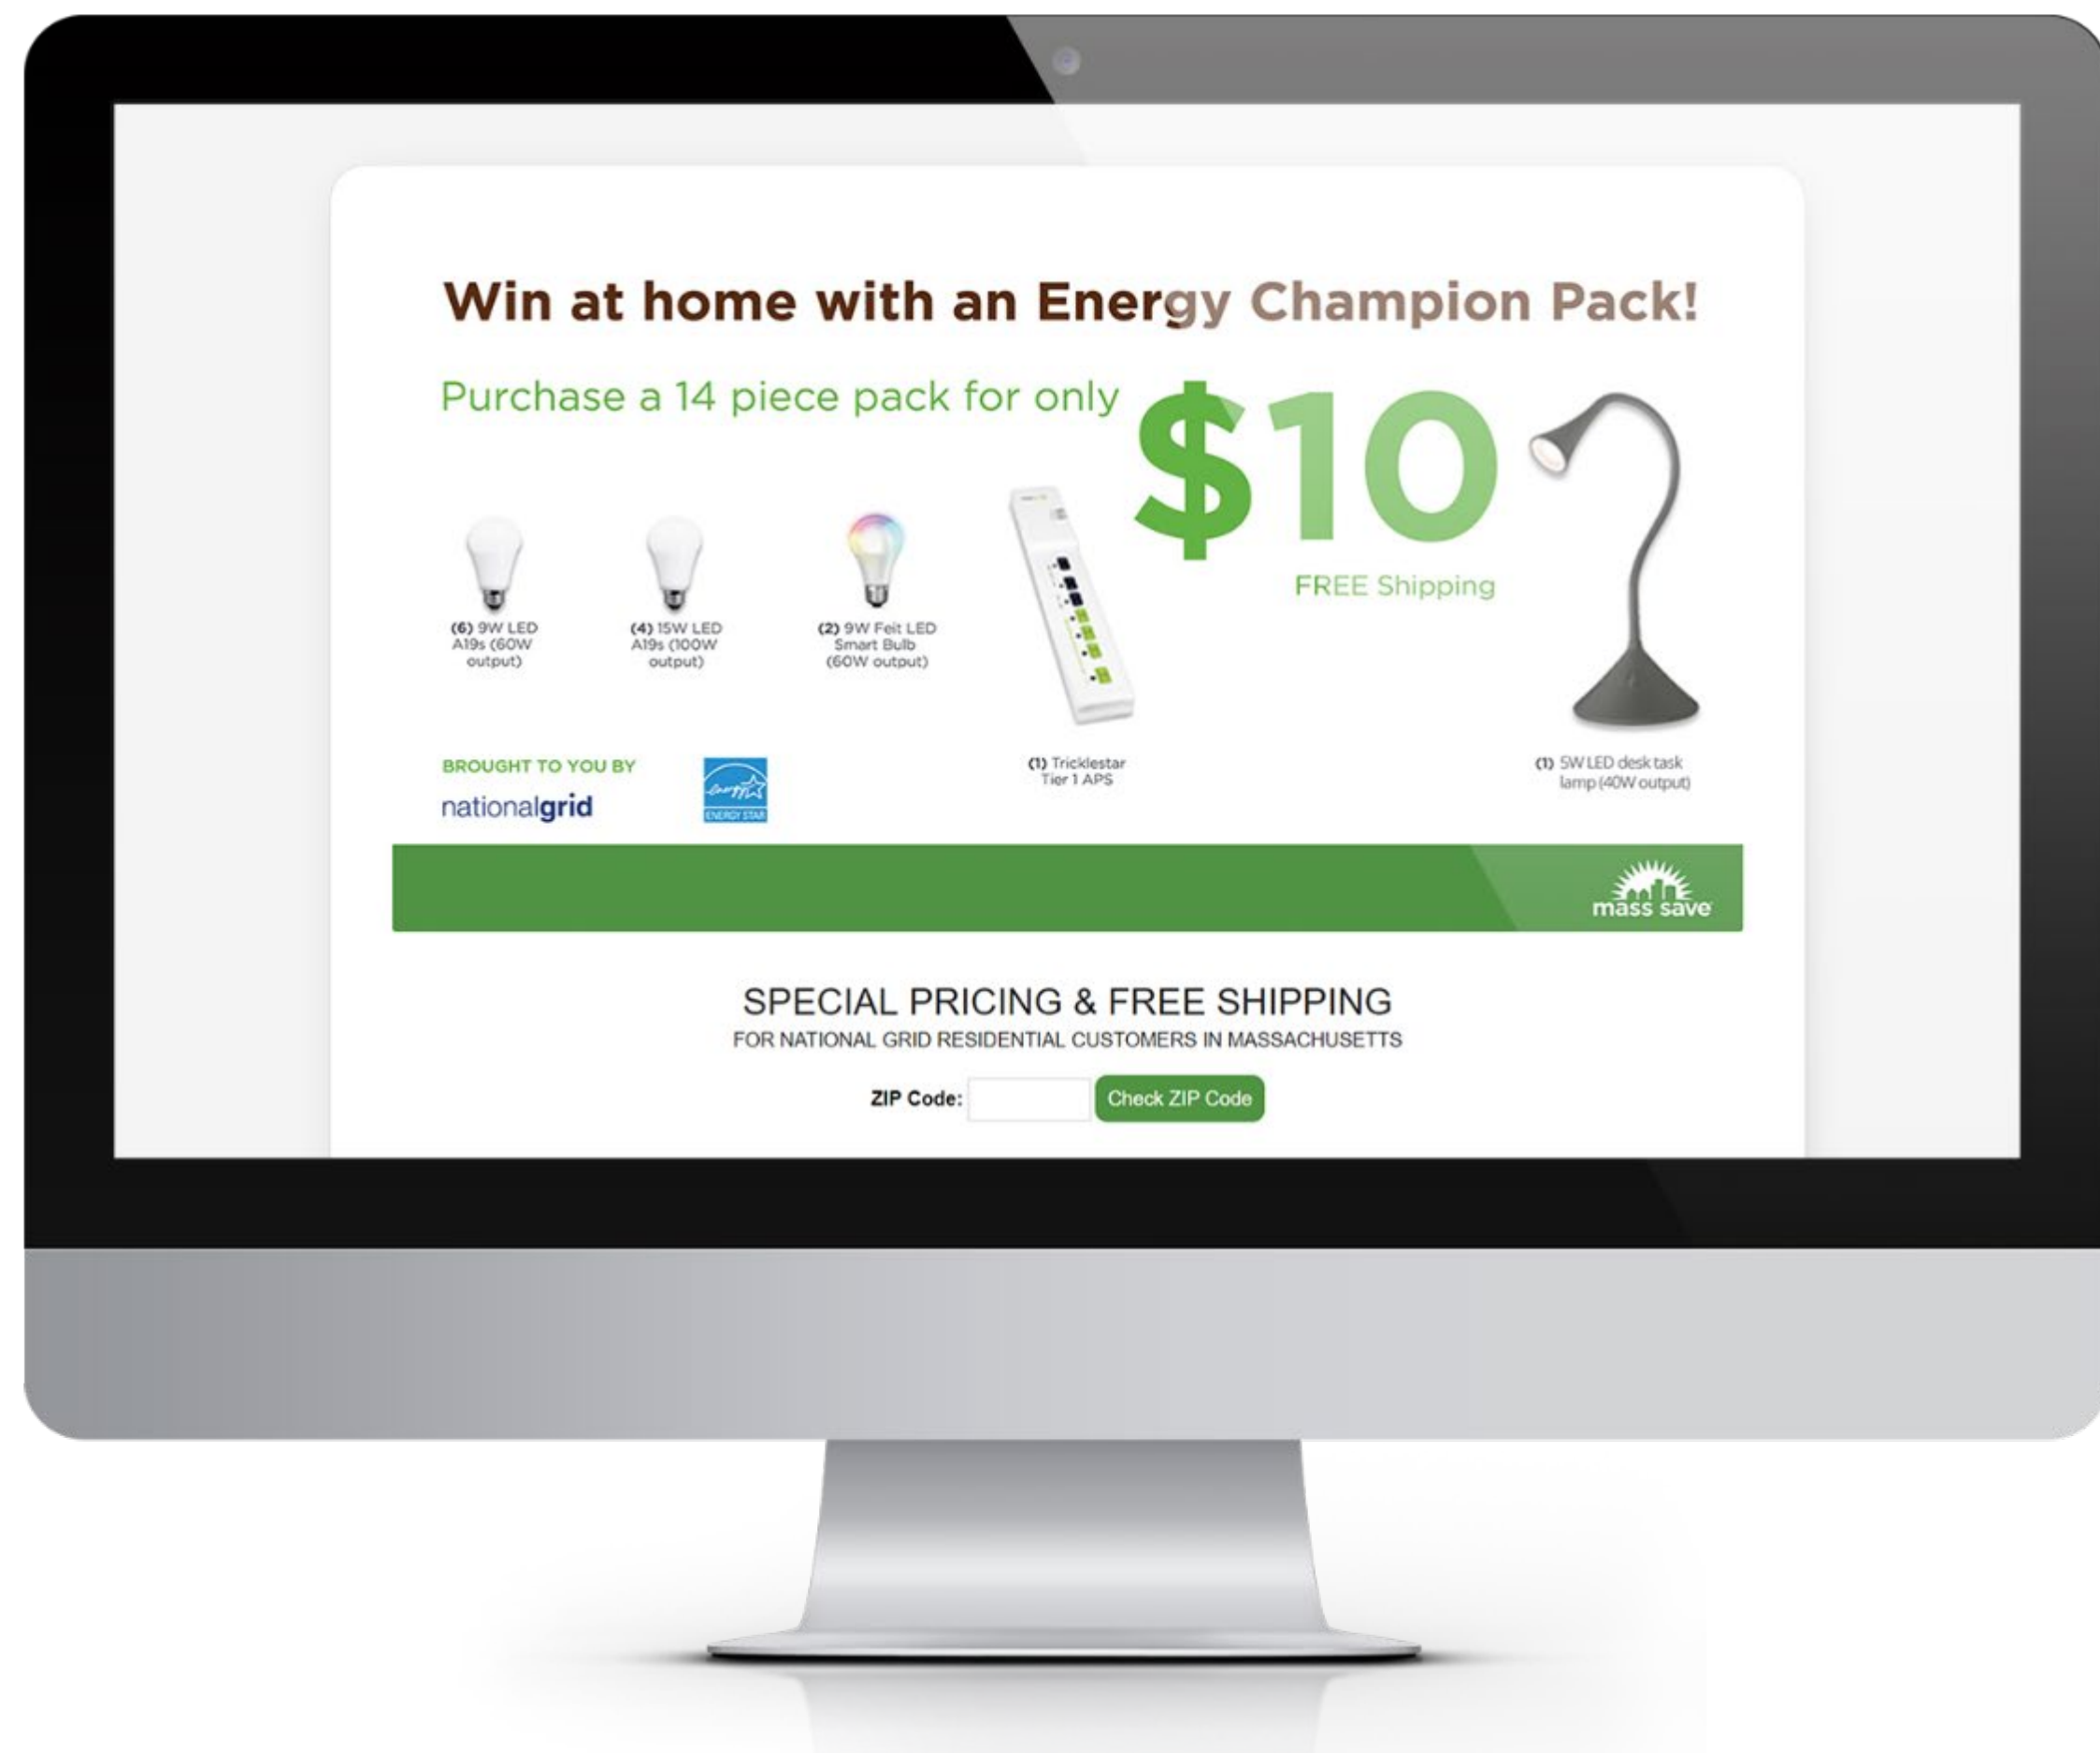 Win at home with an Energy Champion Pack!
Purchase a 14 piece pack for only
$10
FREE Shipping
(6) 9W LED
A19s (60W
output)
(4) 15W LED
A19s (100W
output)
(2) 9W Feit LED
Smart Bulb
(60W output)
(1) Tricklestar
Tier 1 APS
(1) 5W LED desk task
lamp (40W output)
BROUGHT TO YOU BY
nationalgrid
energy
ENERGY STAR
mass save
SPECIAL PRICING & FREE SHIPPING
FOR NATIONAL GRID RESIDENTIAL CUSTOMERS IN MASSACHUSETTS
ZIP Code:
Check ZIP Code